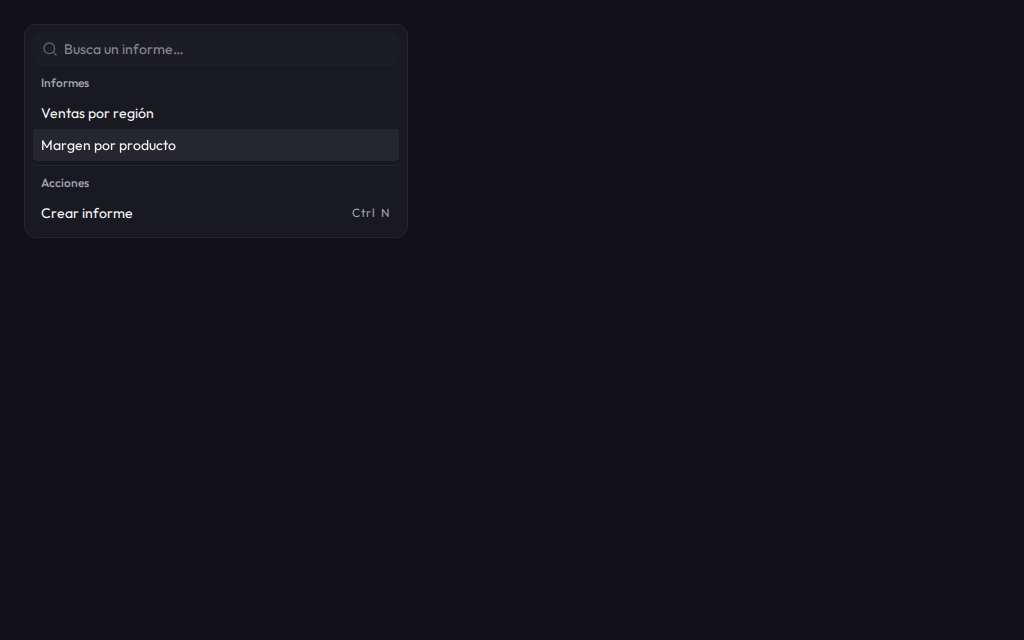 Busca un informe…
Informes
Ventas por región
Margen por producto
Acciones
Crear informe Ctrl N